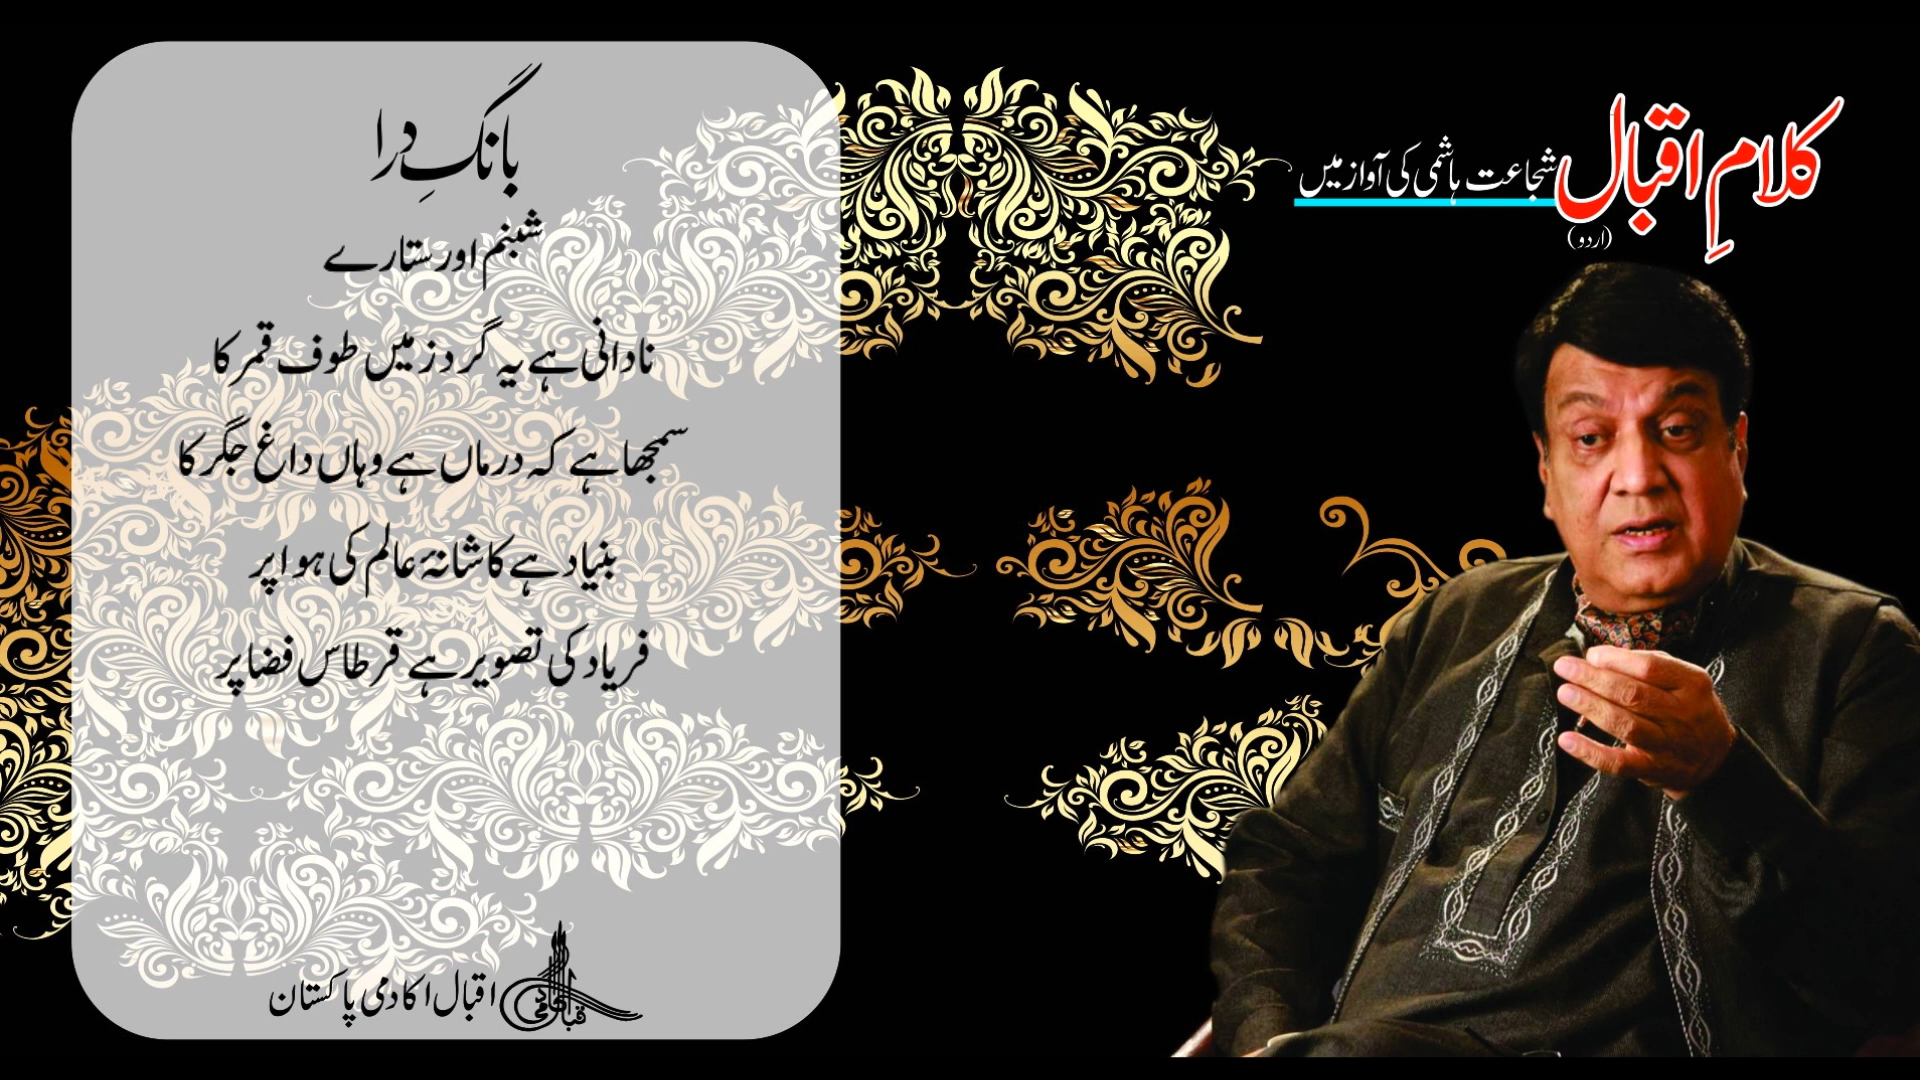 کلامِ اقبال شجاعت ہاشمی کی آواز میں
(اردو)
بانگِ درا
شبنم اور ستارے
نادانی ہے یہ گردِ زمیں طوف قمر کا
سمجھا ہے کہ درماں ہے وہاں داغ جگر کا
بنیاد ہے کاشانۂ عالم کی ہوا پر
فریاد کی تصویر ہے قرطاس فضا پر
اقبال اکادمی پاکستان